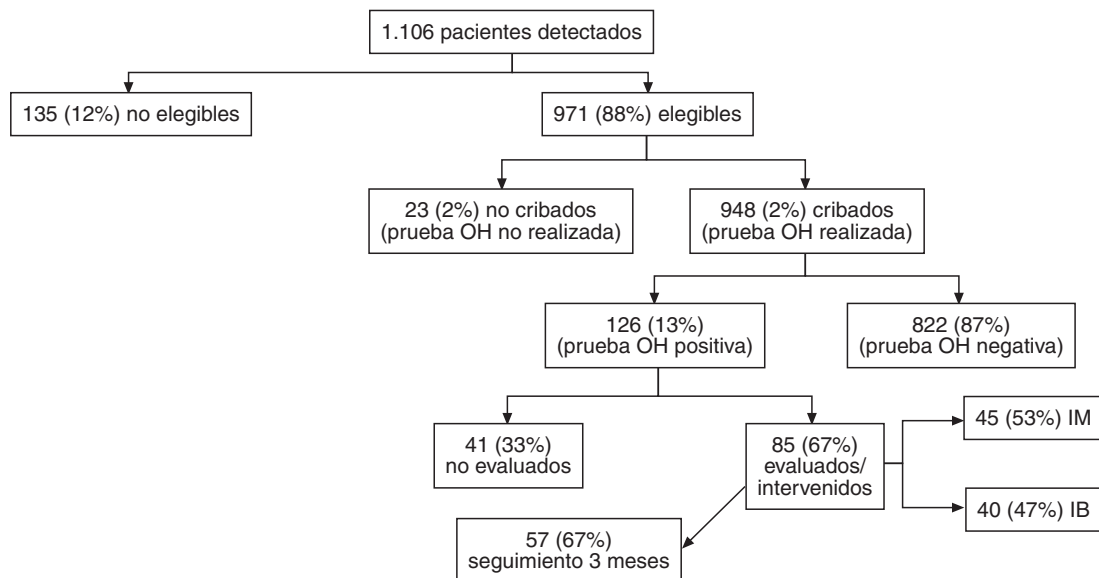 1.106 pacientes detectados
135 (12%) no elegibles
971 (88%) elegibles
23 (2%) no cribados
(prueba OH no realizada)
948 (2%) cribados
(prueba OH realizada)
126 (13%)
(prueba OH positiva)
822 (87%)
(prueba OH negativa)
41 (33%)
no evaluados
85 (67%)
evaluados/
intervenidos
45 (53%) IM
40 (47%) IB
57 (67%)
seguimiento 3 meses